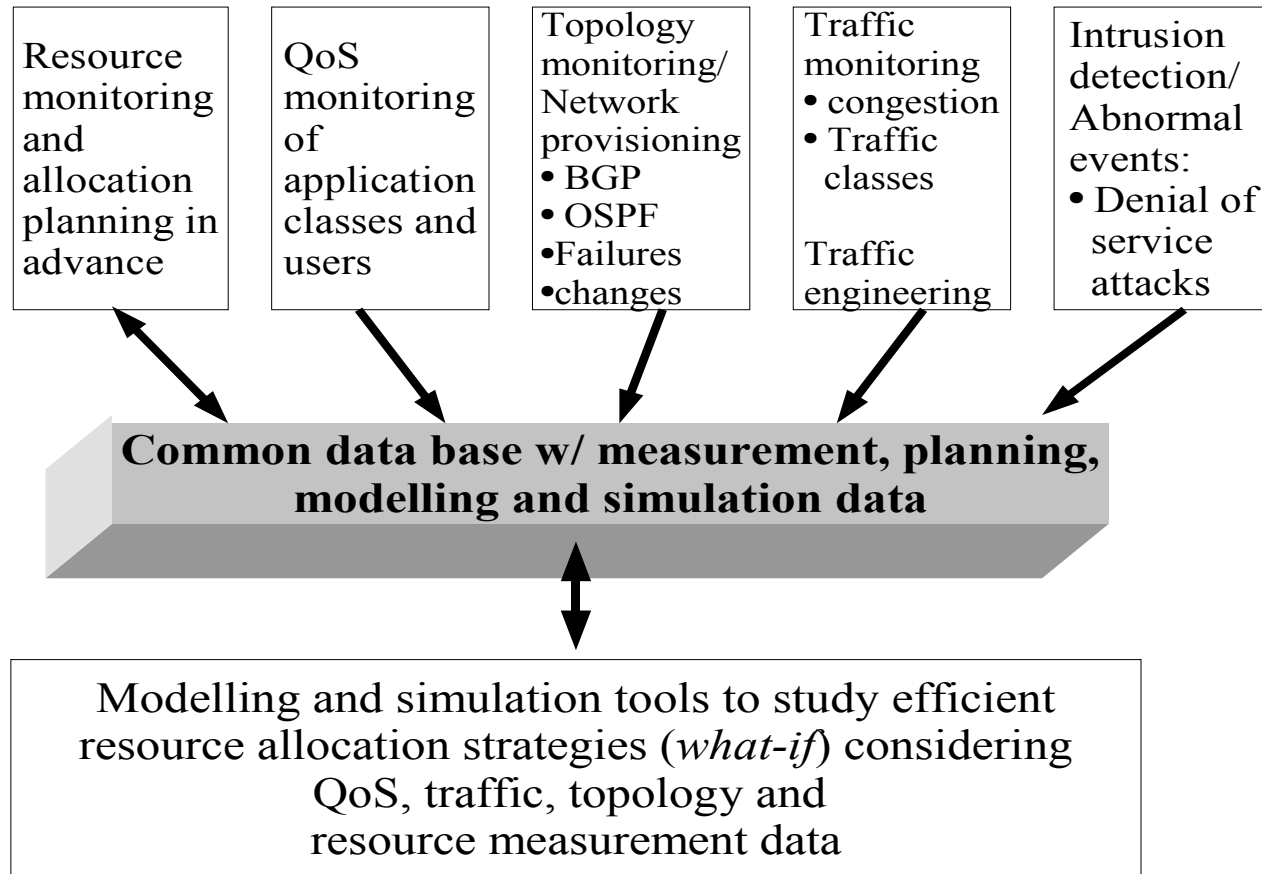 Resource
monitoring
and
allocation
planning in
advance
QoS
monitoring
of
application
classes and
users
Topology
monitoring/
Network
provisioning
• BGP
• OSPF
•Failures
•changes
Traffic
monitoring
• congestion
• Traffic
classes
Traffic
engineering
Intrusion
detection/
Abnormal
events:
• Denial of
service
attacks
Common data base w/ measurement, planning,
modelling and simulation data
Modelling and simulation tools to study efficient
resource allocation strategies (what-if) considering
QoS, traffic, topology and
resource measurement data